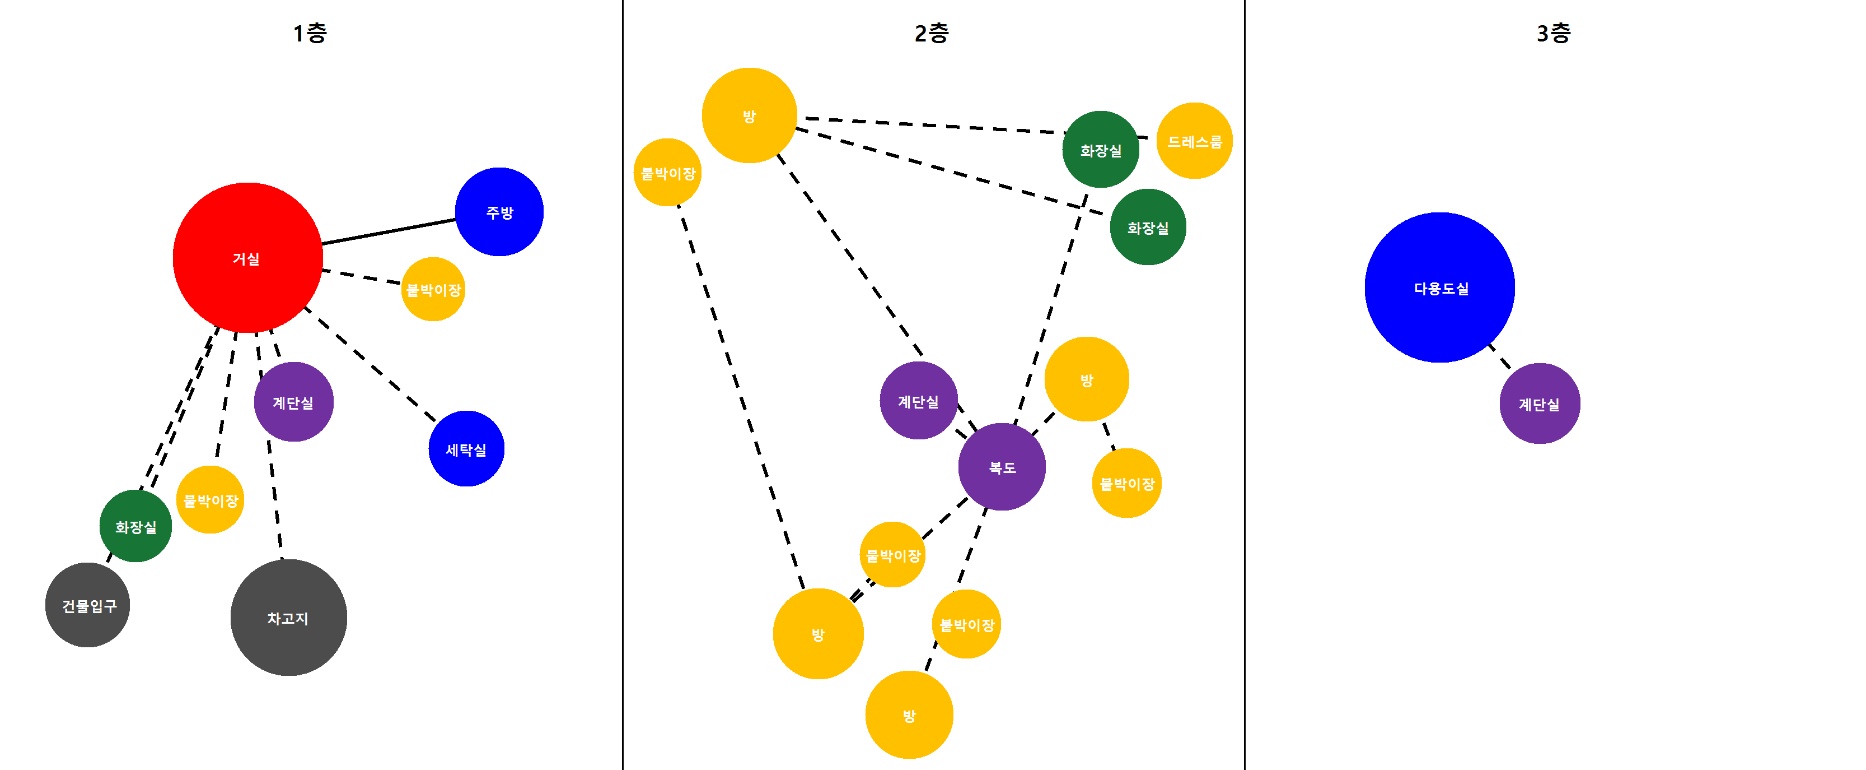 1층
주방
거실
붙박이장
계단실
세탁실
붙박이장
화장실
건물입구
차고지
2층
방
드레스룸
화장실
붙박이장
화장실
방
계단실
복도
붙박이장
붙박이장
붙박이장
방
방
3층
다용도실
계단실